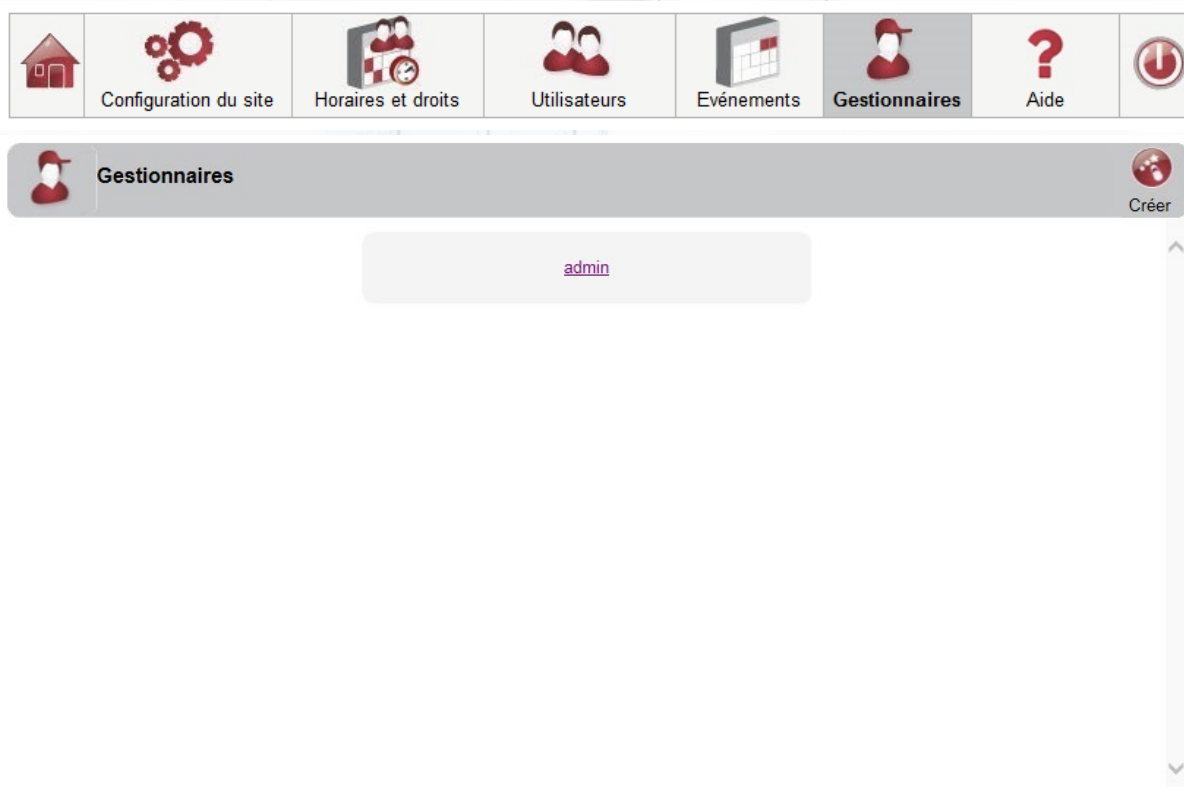 Configuration du site
Horaires et droits
Utilisateurs
Evénements
Gestionnaires
Aide
Gestionnaires
Créer
admin